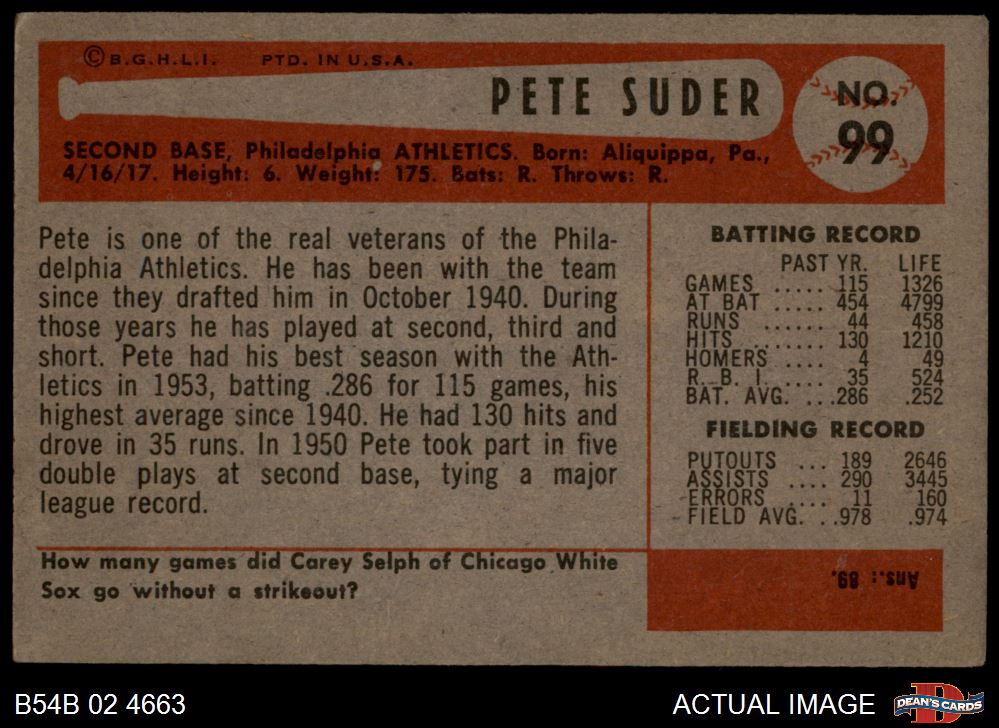 ©B.G.H.L.I. PTD. IN U.S.A.
PETE SUDER
NO.
99
SECOND BASE, Philadelphia ATHLETICS. Born: Aliquippa, Pa.,
4/16/17. Height: 6. Weight: 175. Bats: R. Throws: R.
Pete is one of the real veterans of the Phila-
delphia Athletics. He has been with the team
since they drafted him in October 1940. During
those years he has played at second, third and
short. Pete had his best season with the Ath-
letics in 1953, batting .286 for 115 games, his
highest average since 1940. He had 130 hits and
drove in 35 runs. In 1950 Pete took part in five
double plays at second base, tying a major
league record.
BATTING RECORD
PAST YR. LIFE
GAMES ..... 115 1326
AT BAT ..... 454 4799
RUNS ...... 44 458
HITS ....... 130 1210
HOMERS ..... 4 49
R. B. I. .... 35 524
BAT. AVG. ...286 .252
FIELDING RECORD
PUTOUTS ... 189 2646
ASSISTS .... 290 3445
ERRORS .... 11 160
FIELD AVG. ..978 .974
How many games did Carey Selph of Chicago White
Sox go without a strikeout?
Ans.: 89.
B54B 02 4663
ACTUAL IMAGE
DEAN'S CARDS